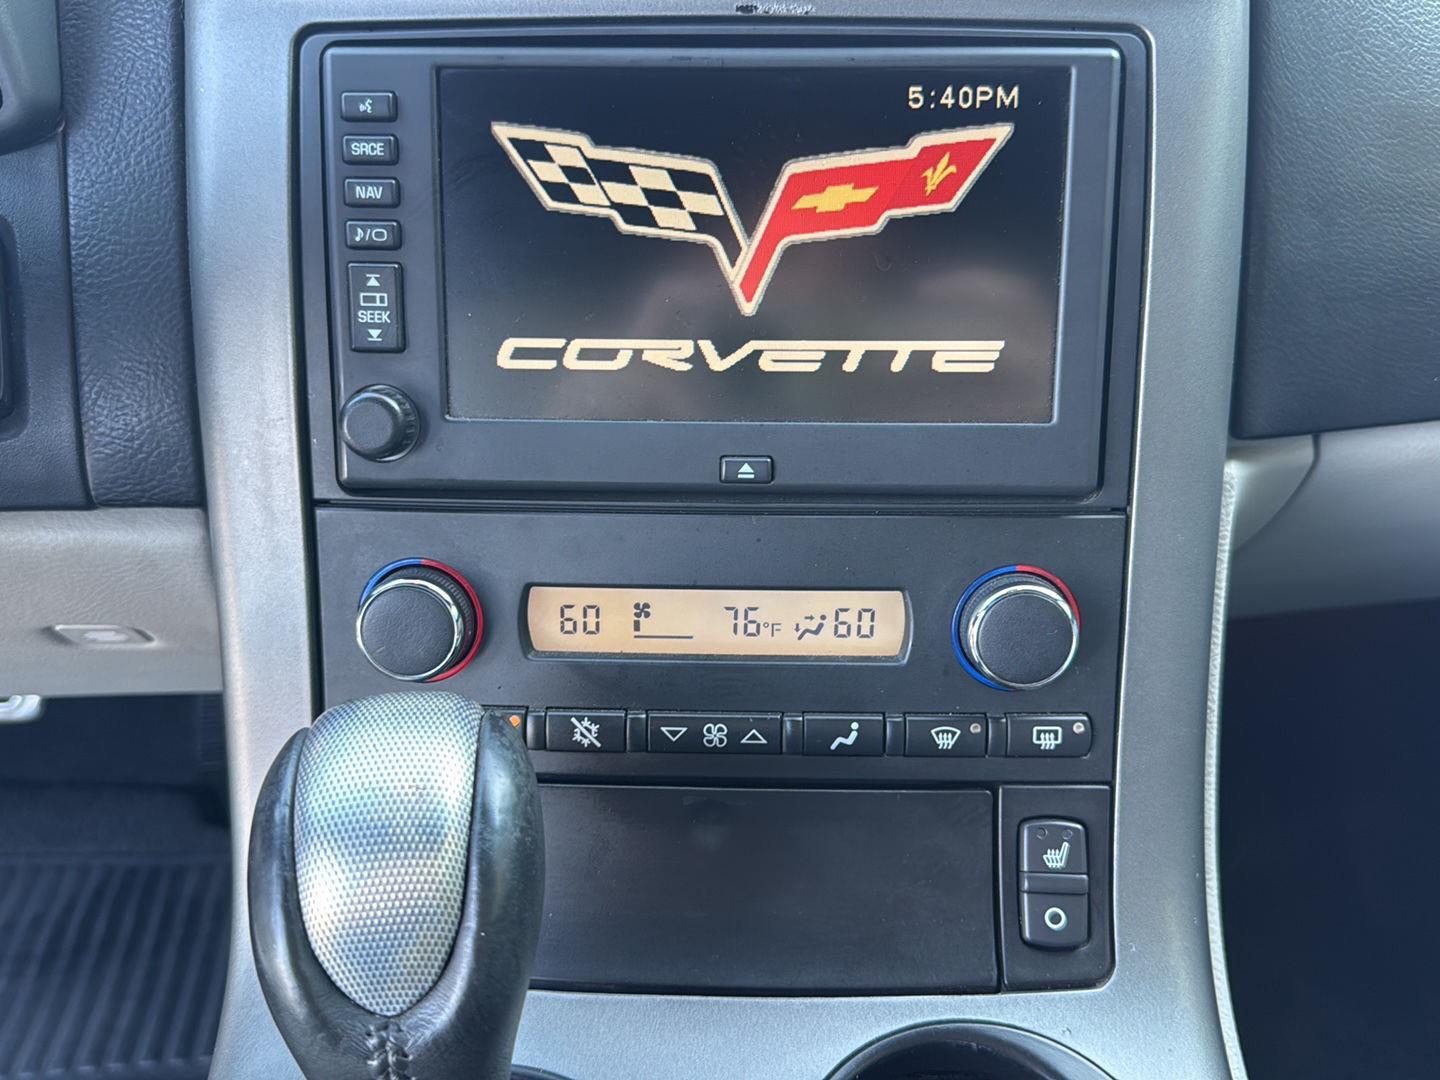 5:40PM
SRCE
NAV
SEEK
CORVETTE
60 76°F 60